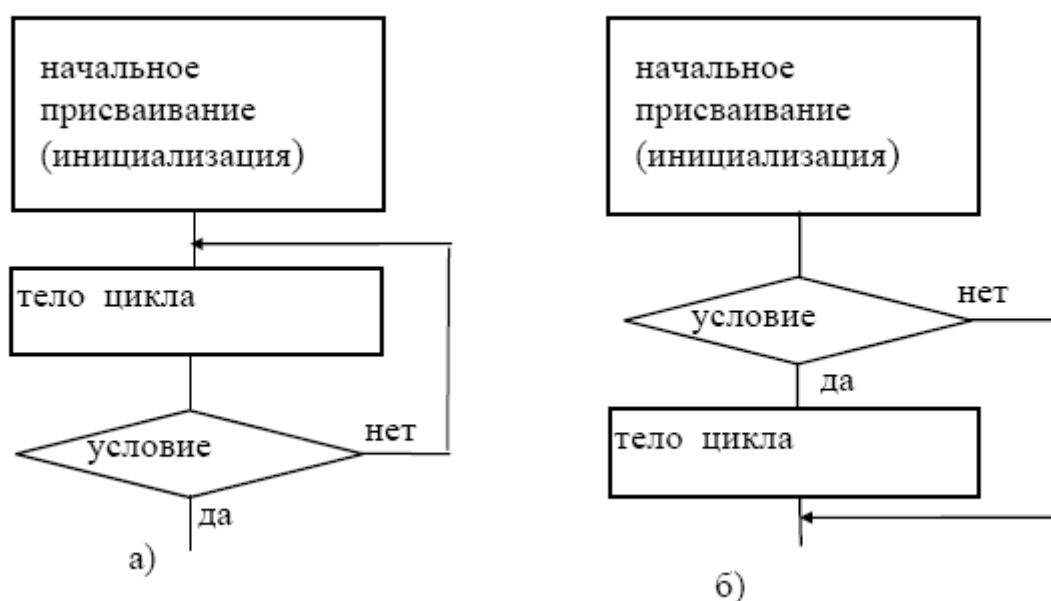 начальное
присваивание
(инициализация)
тело цикла
условие
нет
да
а)
начальное
присваивание
(инициализация)
условие
нет
да
тело цикла
б)